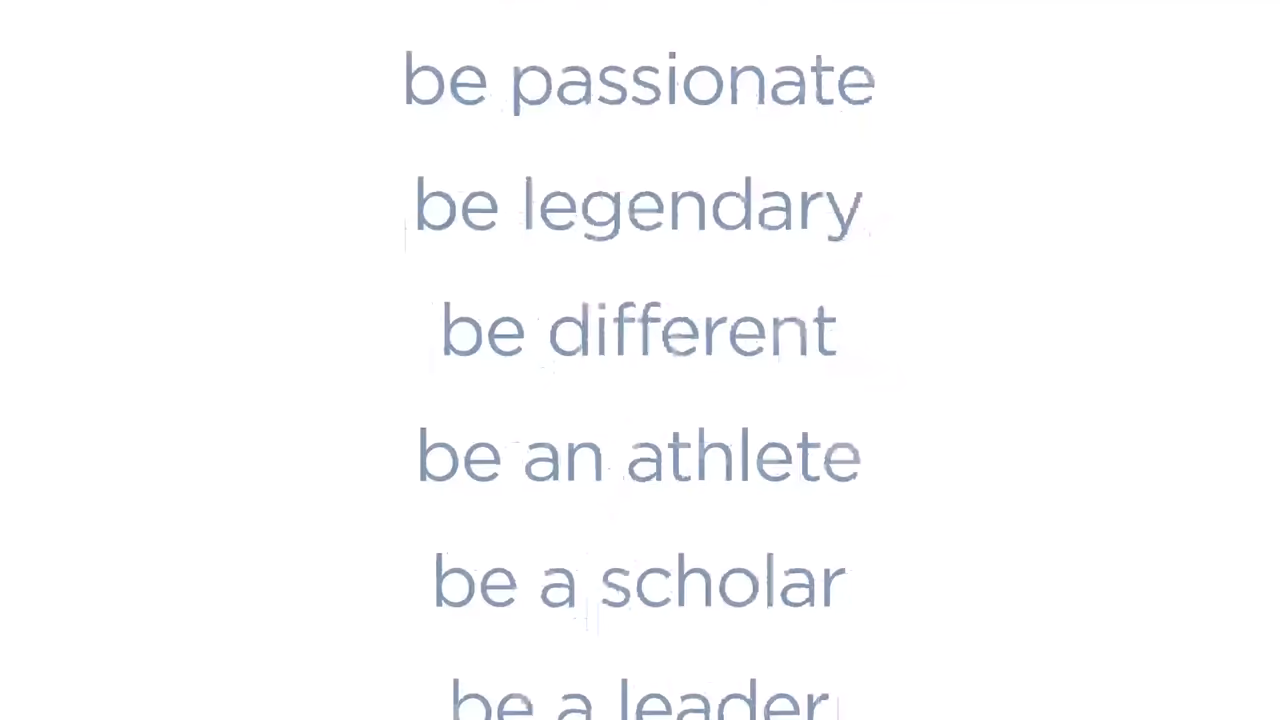 be passionate
be legendary
be different
be an athlete
be a scholar
be a leader